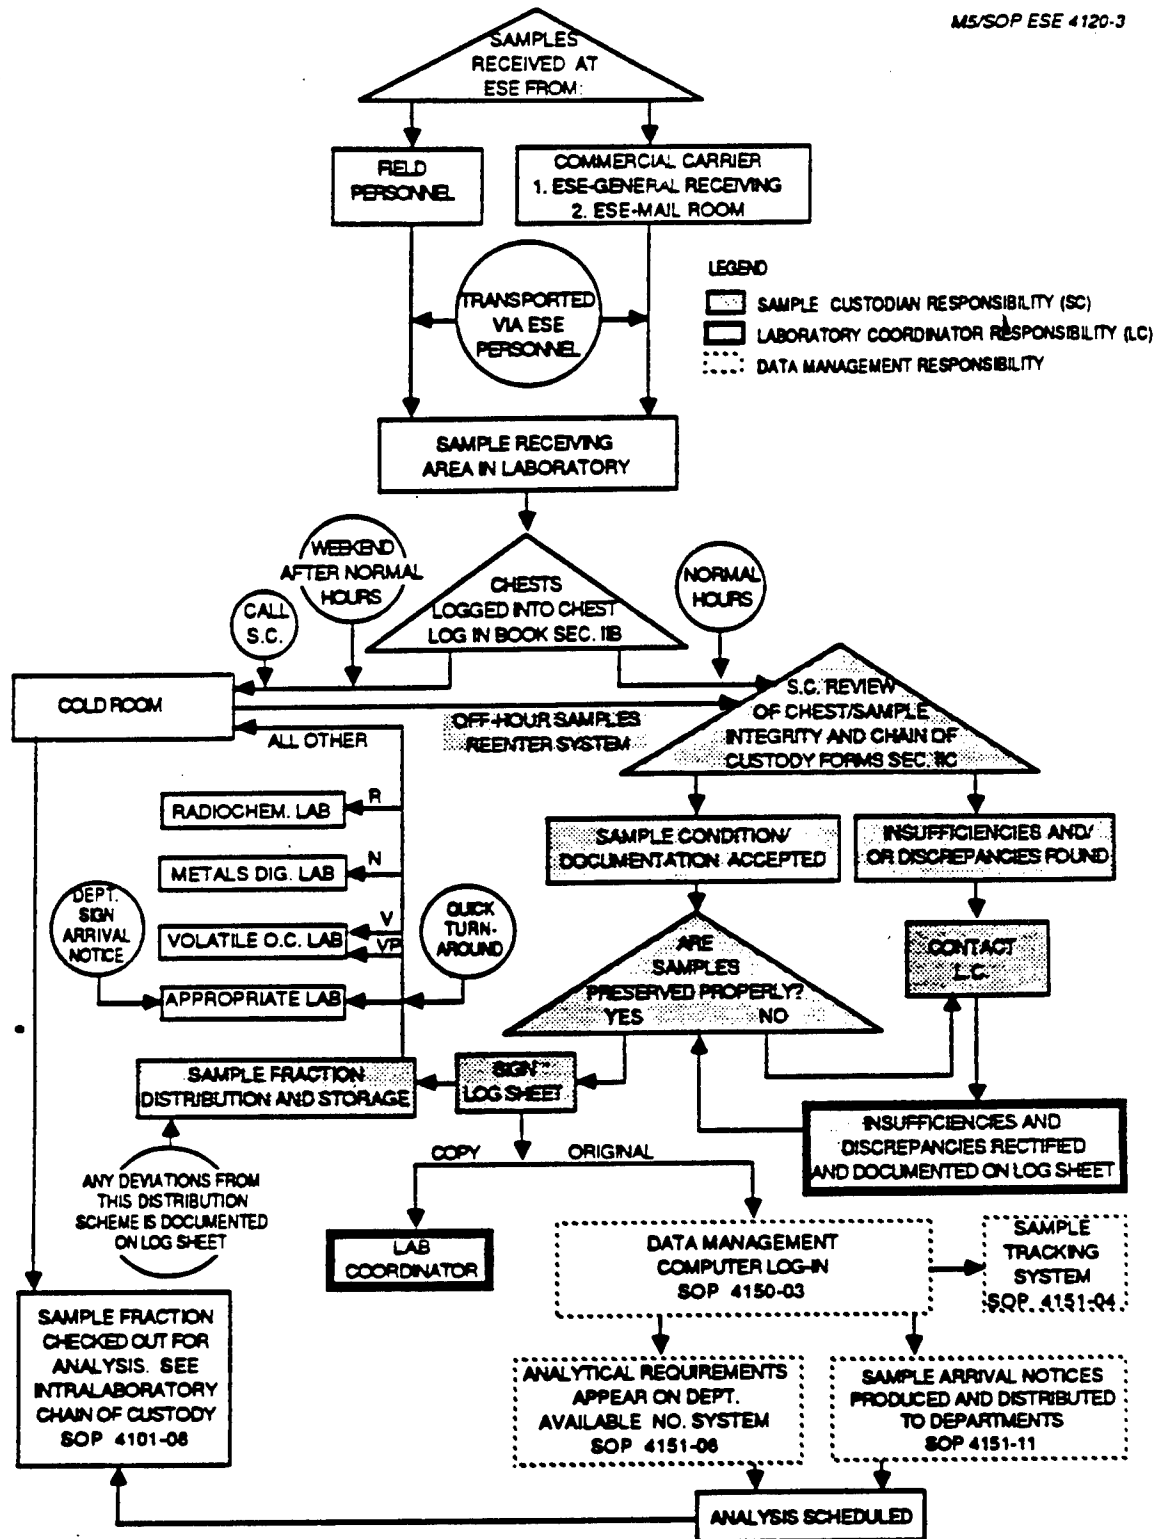 M5/SOP ESE 4120-3
SAMPLES
RECEIVED AT
ESE FROM:
FIELD
PERSONNEL
COMMERCIAL CARRIER
1. ESE-GENERAL RECEIVING
2. ESE-MAIL ROOM
TRANSPORTED
VIA ESE
PERSONNEL
LEGEND
SAMPLE CUSTODIAN RESPONSIBILITY (SC)
LABORATORY COORDINATOR RESPONSIBILITY (LC)
DATA MANAGEMENT RESPONSIBILITY
SAMPLE RECEIVING
AREA IN LABORATORY
WEEKEND
AFTER NORMAL
HOURS
CALL
S.C.
CHESTS
LOGGED INTO CHEST
LOG IN BOOK SEC. IIB
NORMAL
HOURS
COLD ROOM
OFF-HOUR SAMPLES
REENTER SYSTEM
S.C. REVIEW
OF CHEST/SAMPLE
INTEGRITY AND CHAIN OF
CUSTODY FORMS SEC. IIC
ALL OTHER
RADIOCHEM. LAB
R
METALS DIG. LAB
N
VOLATILE O.C. LAB
V
VP
APPROPRIATE LAB
DEPT.
SIGN
ARRIVAL
NOTICE
QUICK
TURN-
AROUND
SAMPLE CONDITION/
DOCUMENTATION ACCEPTED
INSUFFICIENCIES AND/
OR DISCREPANCIES FOUND
ARE
SAMPLES
PRESERVED PROPERLY?
YES NO
CONTACT
L.C.
SAMPLE FRACTION
DISTRIBUTION AND STORAGE
SIGN
LOG SHEET
INSUFFICIENCIES AND
DISCREPANCIES RECTIFIED
AND DOCUMENTED ON LOG SHEET
ANY DEVIATIONS FROM
THIS DISTRIBUTION
SCHEME IS DOCUMENTED
ON LOG SHEET
COPY ORIGINAL
LAB
COORDINATOR
DATA MANAGEMENT
COMPUTER LOG-IN
SOP 4150-03
SAMPLE
TRACKING
SYSTEM
SOP 4151-04
SAMPLE FRACTION
CHECKED OUT FOR
ANALYSIS. SEE
INTRALABORATORY
CHAIN OF CUSTODY
SOP 4101-06
ANALYTICAL REQUIREMENTS
APPEAR ON DEPT.
AVAILABLE NO. SYSTEM
SOP 4151-06
SAMPLE ARRIVAL NOTICES
PRODUCED AND DISTRIBUTED
TO DEPARTMENTS
SOP 4151-11
ANALYSIS SCHEDULED